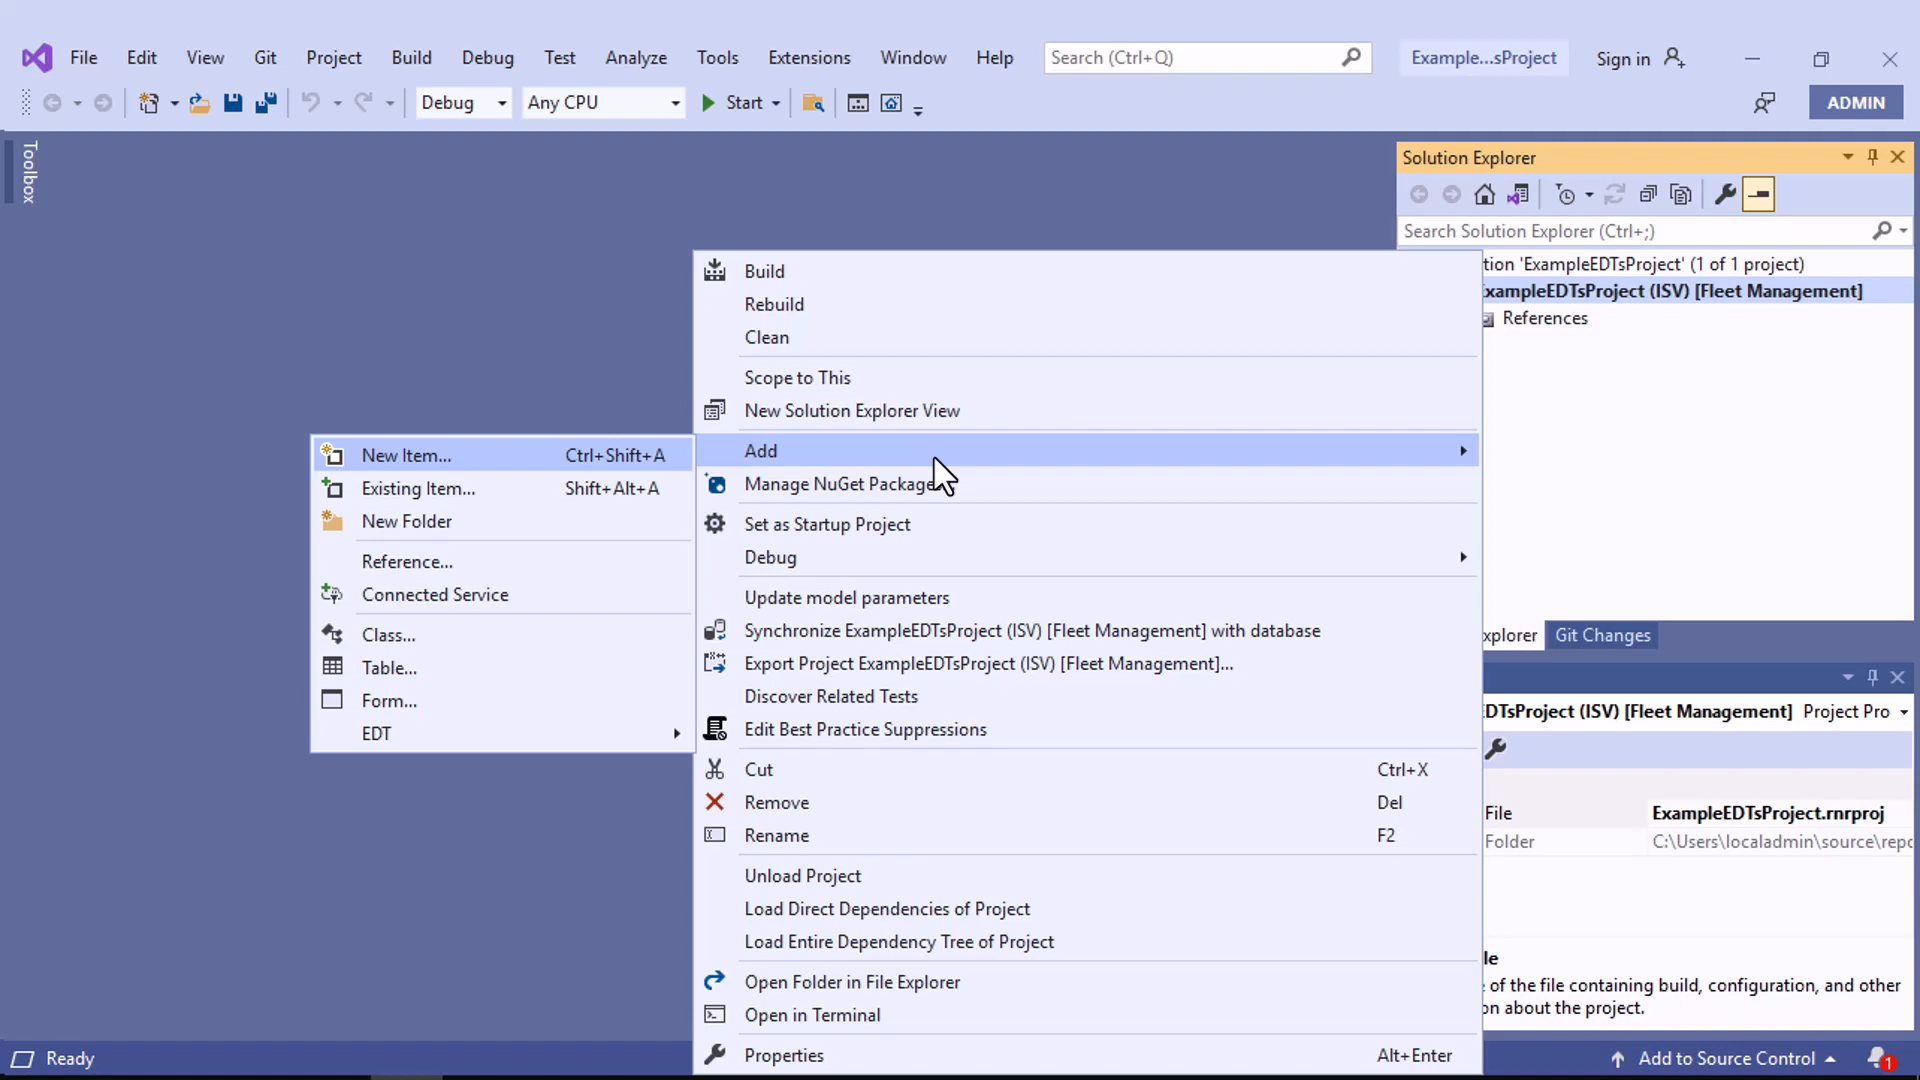 File Edit View Git Project Build Debug Test Analyze Tools Extensions Window Help Search (Ctrl+Q) Example...sProject Sign in
Debug Any CPU Start ADMIN
Toolbox
Solution Explorer
Search Solution Explorer (Ctrl+;)
tion 'ExampleEDTsProject' (1 of 1 project)
xampleEDTsProject (ISV) [Fleet Management]
References
Build
Rebuild
Clean
Scope to This
New Solution Explorer View
Add
Manage NuGet Package
Set as Startup Project
Debug
Update model parameters
Synchronize ExampleEDTsProject (ISV) [Fleet Management] with database
Export Project ExampleEDTsProject (ISV) [Fleet Management]...
Discover Related Tests
Edit Best Practice Suppressions
Cut Ctrl+X
Remove Del
Rename F2
Unload Project
Load Direct Dependencies of Project
Load Entire Dependency Tree of Project
Open Folder in File Explorer
Open in Terminal
Properties Alt+Enter
New Item... Ctrl+Shift+A
Existing Item... Shift+Alt+A
New Folder
Reference...
Connected Service
Class...
Table...
Form...
EDT
xplorer Git Changes
DTsProject (ISV) [Fleet Management] Project Pro
File ExampleEDTsProject.rnrproj
Folder C:\Users\localadmin\source\repo
le
of the file containing build, configuration, and other
on about the project.
Ready Add to Source Control 1